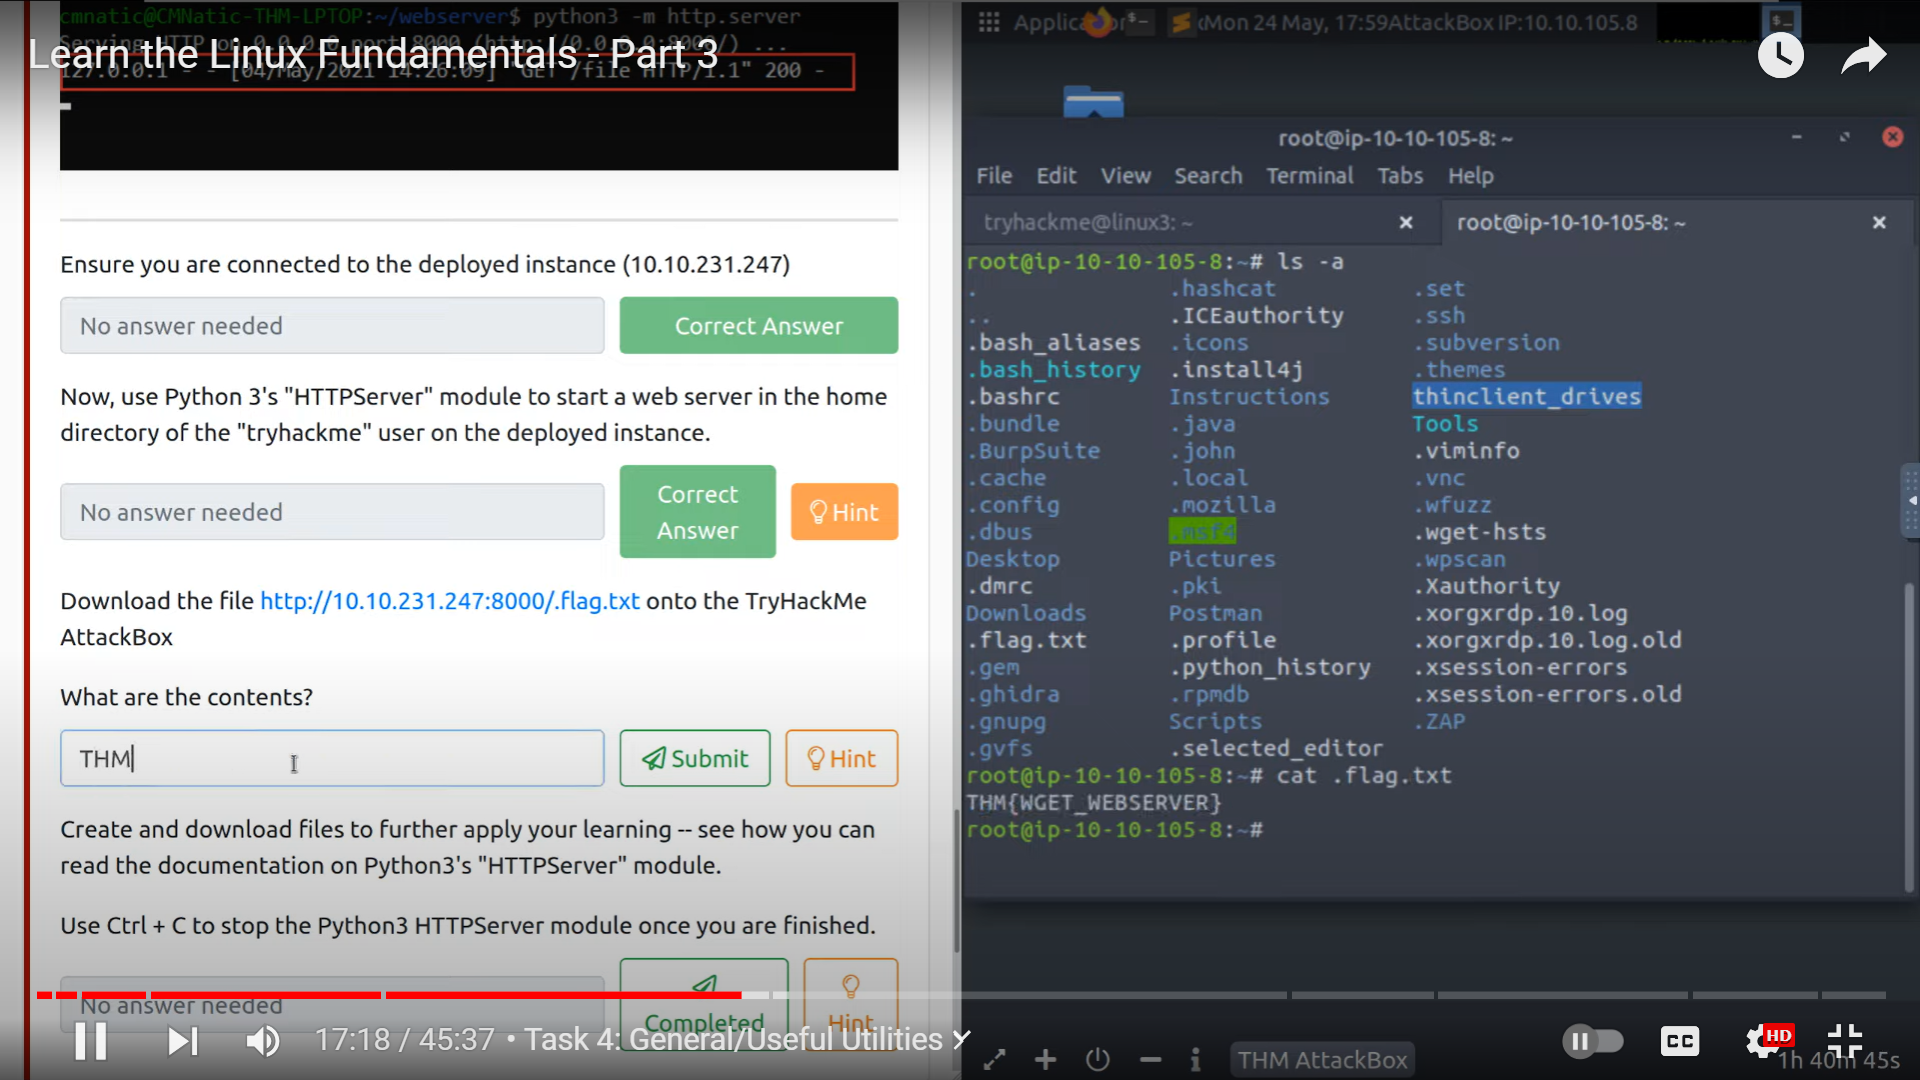 cmnatic@CMNatic-THM-LPTOP:~/webserver$ python3 -m http.server
Serving HTTP on 0.0.0.0 port 8000 (http://0.0.0.0:8000/) ...
Learn the Linux Fundamentals - Part 3
127.0.0.1 - - [04/May/2021 14:26:09] "GET /file HTTP/1.1" 200 -
Ensure you are connected to the deployed instance (10.10.231.247)
No answer needed
Correct Answer
Now, use Python 3's "HTTPServer" module to start a web server in the home
directory of the "tryhackme" user on the deployed instance.
No answer needed
Correct
Answer
Hint
Download the file http://10.10.231.247:8000/.flag.txt onto the TryHackMe
AttackBox
What are the contents?
THM
Submit
Hint
Create and download files to further apply your learning -- see how you can
read the documentation on Python3's "HTTPServer" module.
Use Ctrl + C to stop the Python3 HTTPServer module once you are finished.
No answer needed
Completed
Hint
17:18 / 45:37 • Task 4: General/Useful Utilities
Mon 24 May, 17:59 AttackBox IP:10.10.105.8
root@ip-10-10-105-8: ~
File Edit View Search Terminal Tabs Help
tryhackme@linux3: ~ × root@ip-10-10-105-8: ~ ×
root@ip-10-10-105-8:~# ls -a
. .hashcat .set
.. .ICEauthority .ssh
.bash_aliases .icons .subversion
.bash_history .install4j .themes
.bashrc Instructions thinclient_drives
.bundle .java Tools
.BurpSuite .john .viminfo
.cache .local .vnc
.config .mozilla .wfuzz
.dbus .msf4 .wget-hsts
Desktop Pictures .wpscan
.dmrc .pki .Xauthority
Downloads Postman .xorgxrdp.10.log
.flag.txt .profile .xorgxrdp.10.log.old
.gem .python_history .xsession-errors
.ghidra .rpmdb .xsession-errors.old
.gnupg Scripts .ZAP
.gvfs .selected_editor
root@ip-10-10-105-8:~# cat .flag.txt
THM{WGET_WEBSERVER}
root@ip-10-10-105-8:~#
THM AttackBox
CC
HD
1h 40m 45s